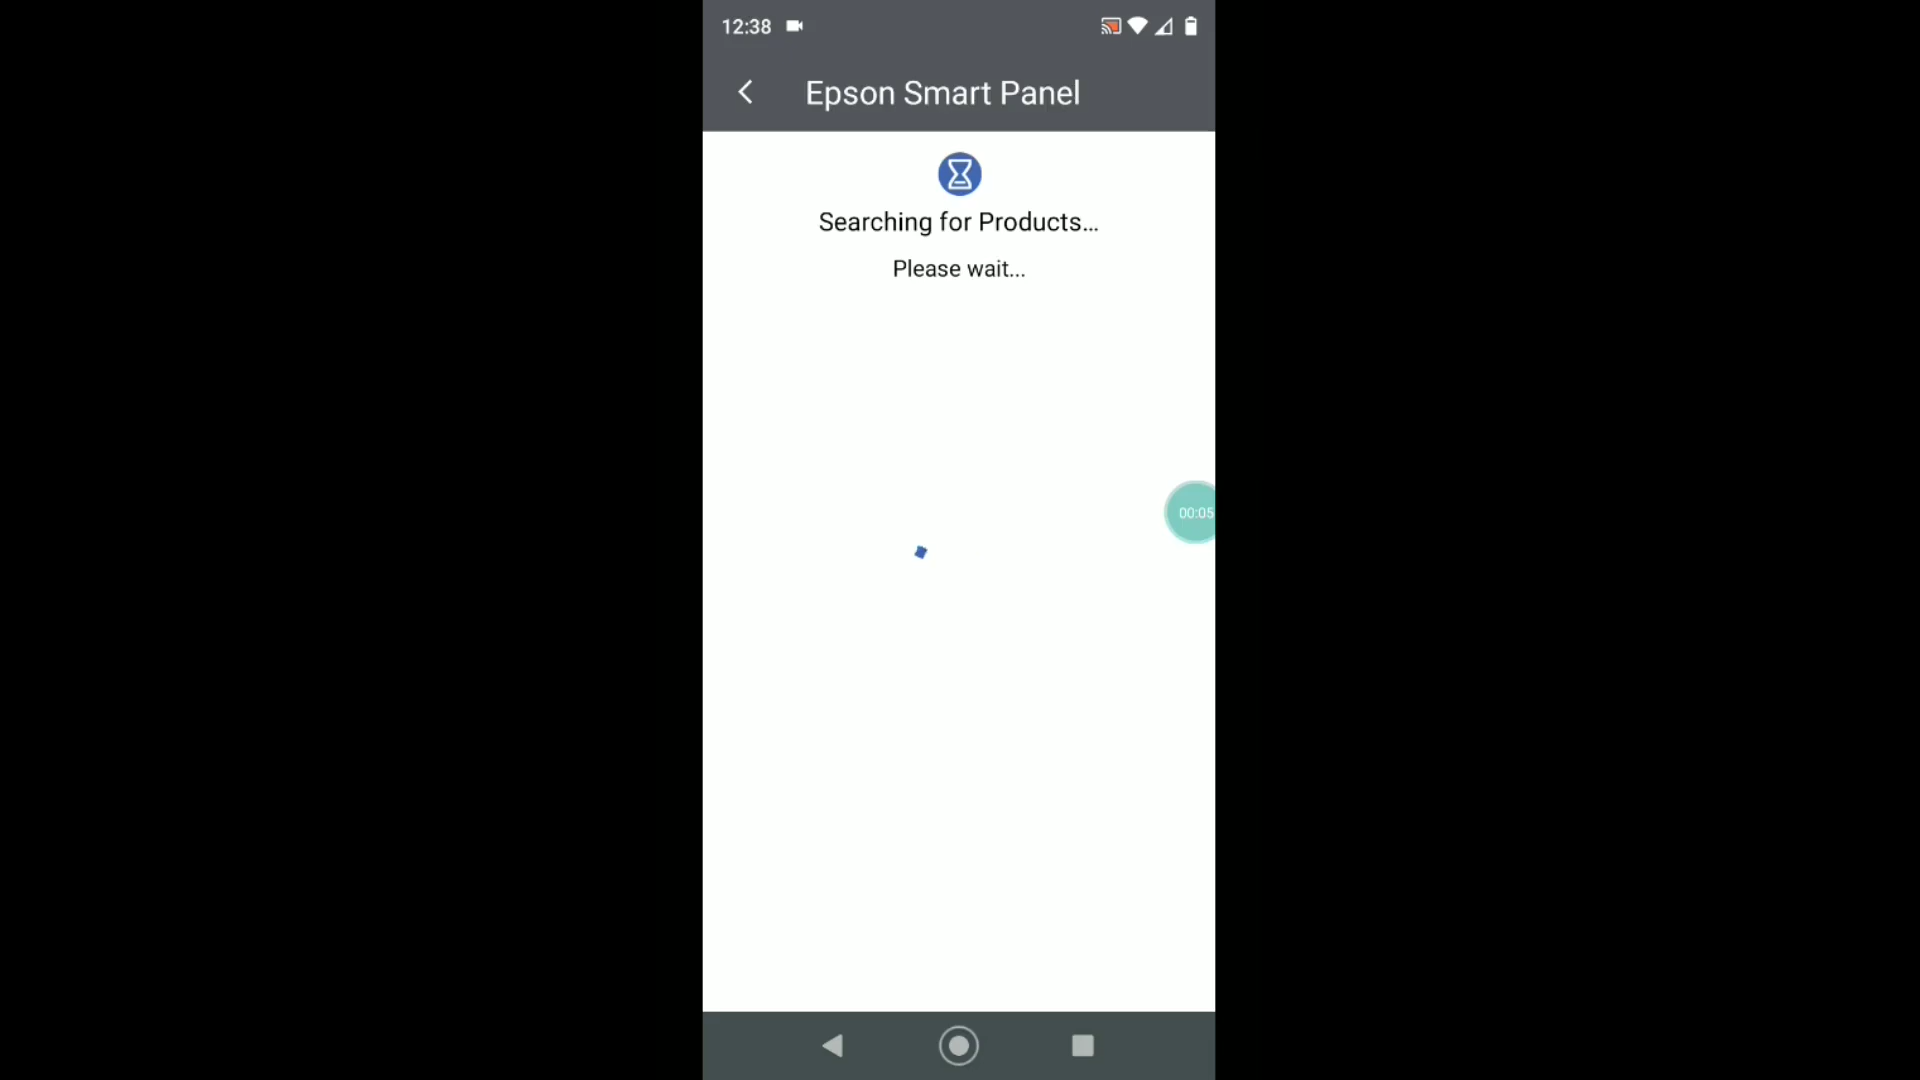 12:38
Epson Smart Panel
Searching for Products...
Please wait...
00:05